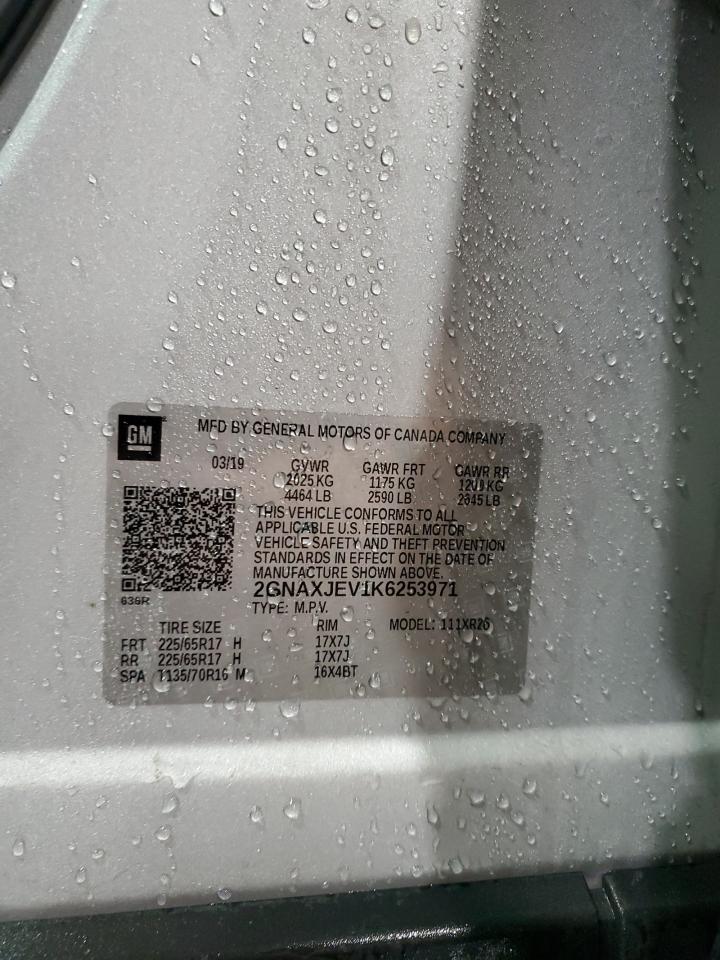 GM
MFD BY GENERAL MOTORS OF CANADA COMPANY
03/19 GVWR GAWR FRT GAWR RR
2025 KG 1175 KG KG
4464 LB 2590 LB 2345 LB
THIS VEHICLE CONFORMS TO ALL
APPLICABLE U.S. FEDERAL MOTOR
VEHICLE SAFETY AND THEFT PREVENTION
STANDARDS IN EFFECT ON THE DATE OF
MANUFACTURE SHOWN ABOVE.
2GNAXJEV1K6253971
636R
TYPE: M.P.V.
TIRE SIZE RIM MODEL: 111XR26
FRT 225/65R17 H 17X7J
RR 225/65R17 H 17X7J
SPA T135/70R16 M 16X4BT